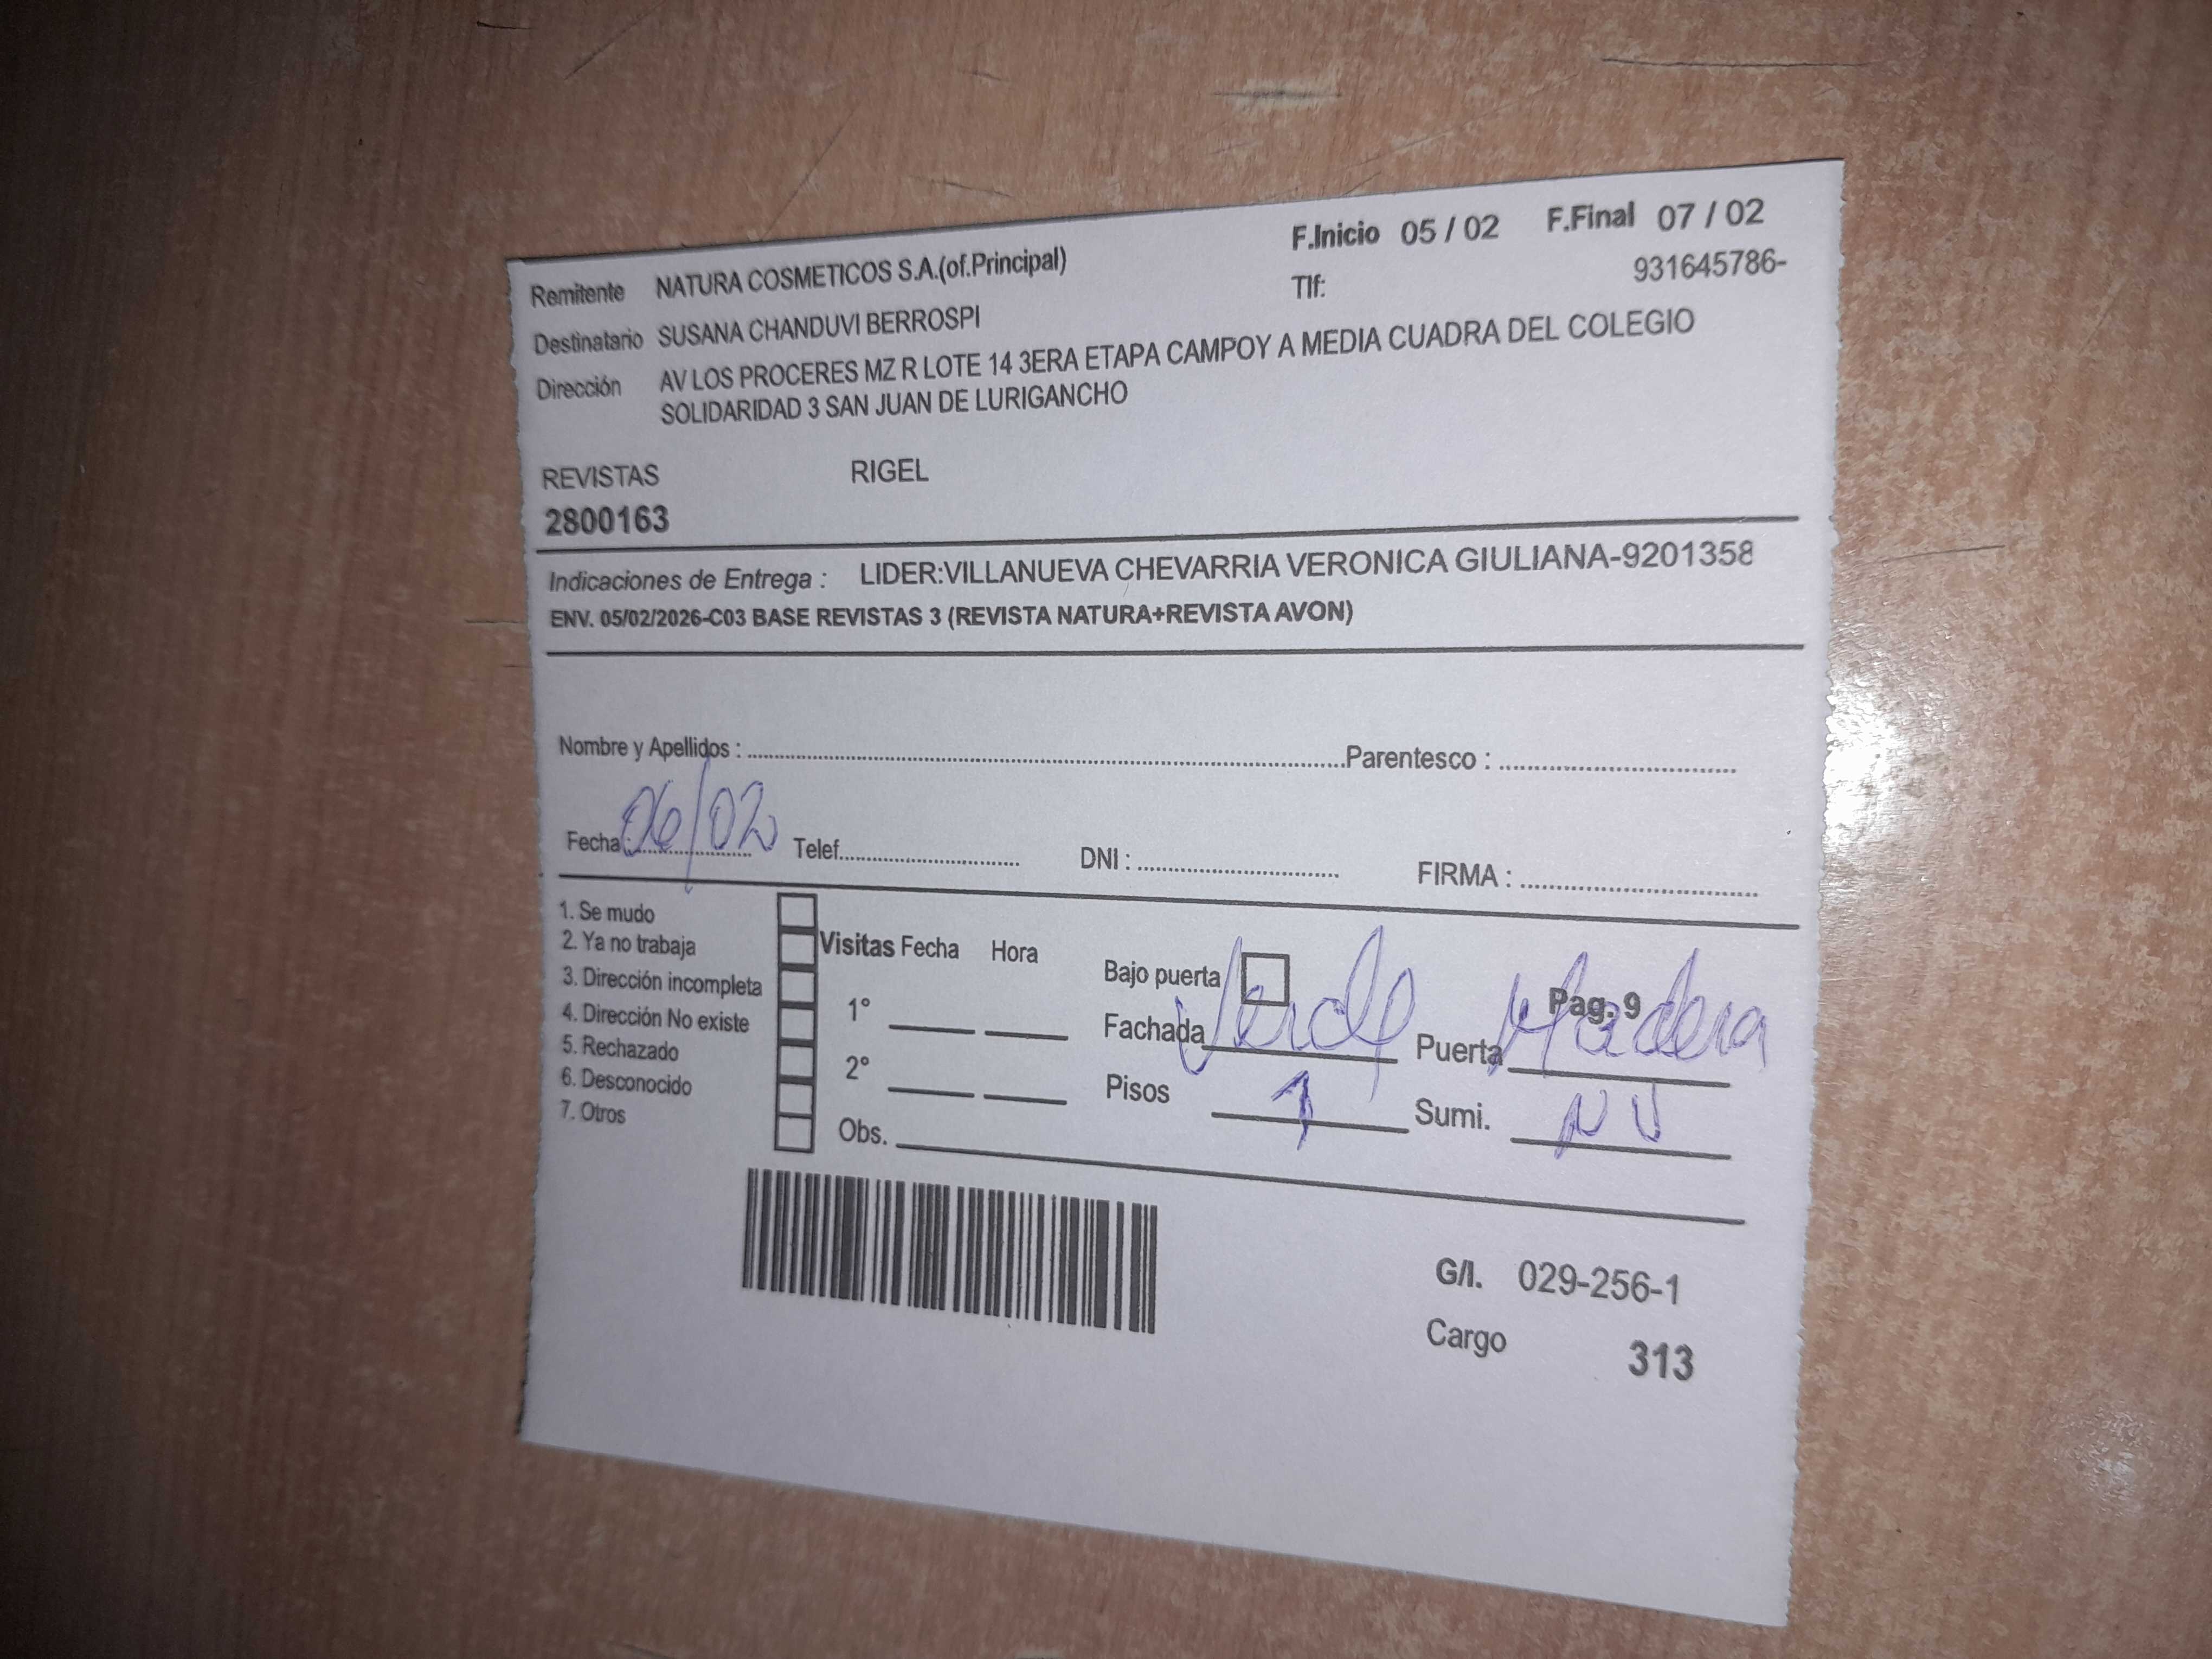 F.Inicio 05 / 02 F.Final 07 / 02
Remitente NATURA COSMETICOS S.A.(of.Principal) Tlf: 931645786-
Destinatario SUSANA CHANDUVI BERROSPI
Dirección AV LOS PROCERES MZ R LOTE 14 3ERA ETAPA CAMPOY A MEDIA CUADRA DEL COLEGIO
SOLIDARIDAD 3 SAN JUAN DE LURIGANCHO
REVISTAS RIGEL
2800163
Indicaciones de Entrega : LIDER:VILLANUEVA CHEVARRIA VERONICA GIULIANA-9201358
ENV. 05/02/2026-C03 BASE REVISTAS 3 (REVISTA NATURA+REVISTA AVON)
Nombre y Apellidos : Parentesco :
Fecha : 06/02 Telef. DNI : FIRMA :
1. Se mudo
2. Ya no trabaja
3. Dirección incompleta
4. Dirección No existe
5. Rechazado
6. Desconocido
7. Otros
Visitas Fecha Hora
1°
2°
Obs.
Bajo puerta Pag. 9
Fachada Verde Puerta Madera
Pisos 1 Sumi. NV
G/I. 029-256-1
Cargo 313